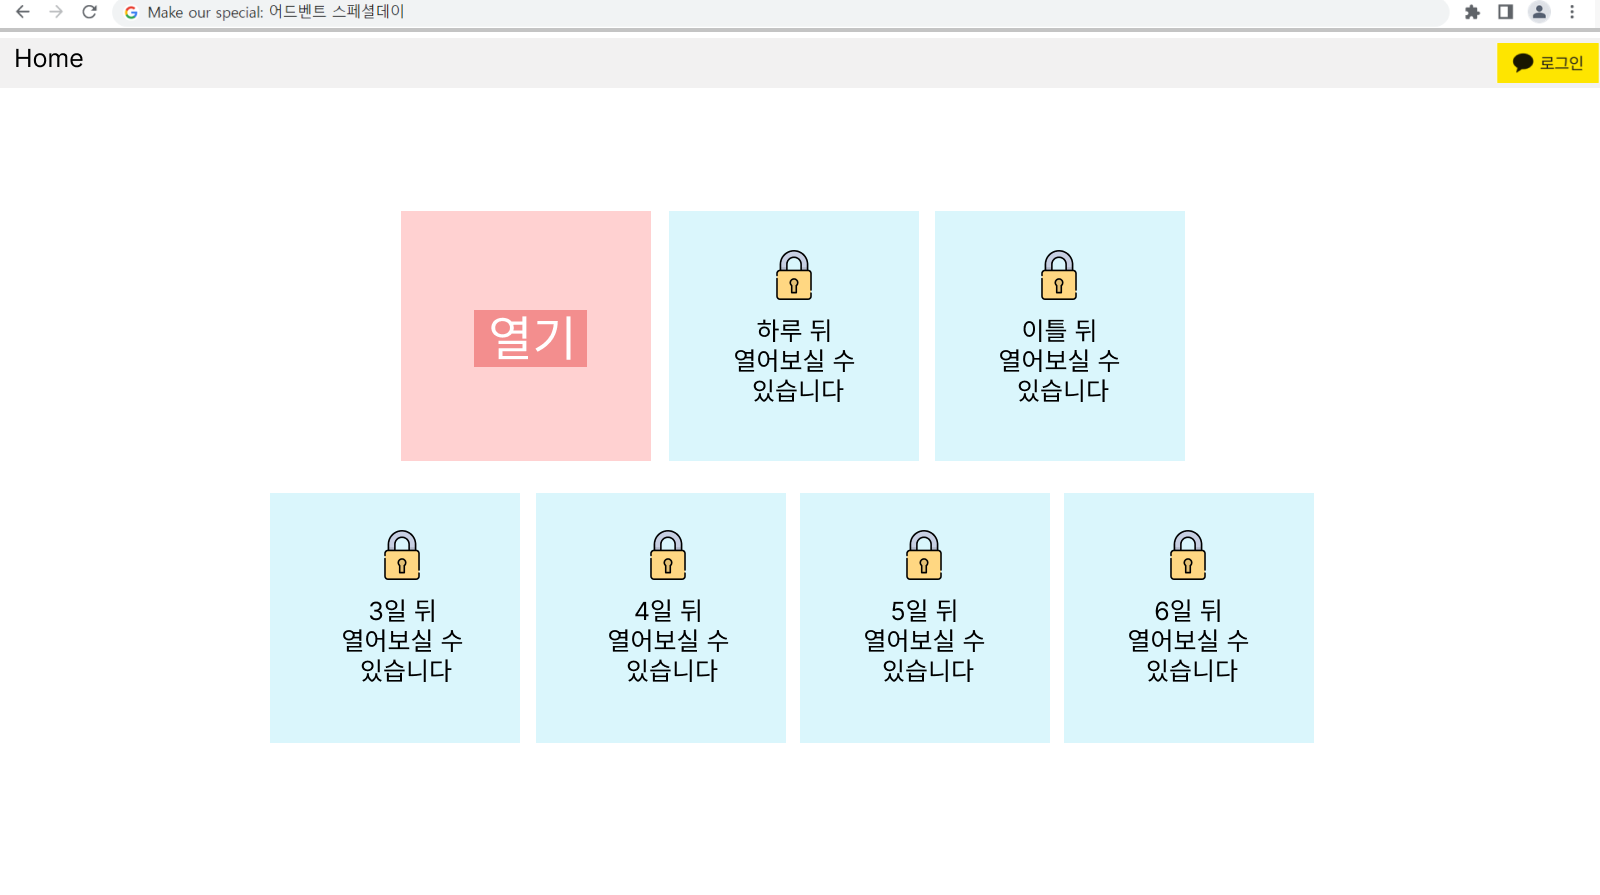 Make our special: 어드벤트 스페셜데이
Home
로그인
열기
하루 뒤
열어보실 수
있습니다
이틀 뒤
열어보실 수
있습니다
3일 뒤
열어보실 수
있습니다
4일 뒤
열어보실 수
있습니다
5일 뒤
열어보실 수
있습니다
6일 뒤
열어보실 수
있습니다